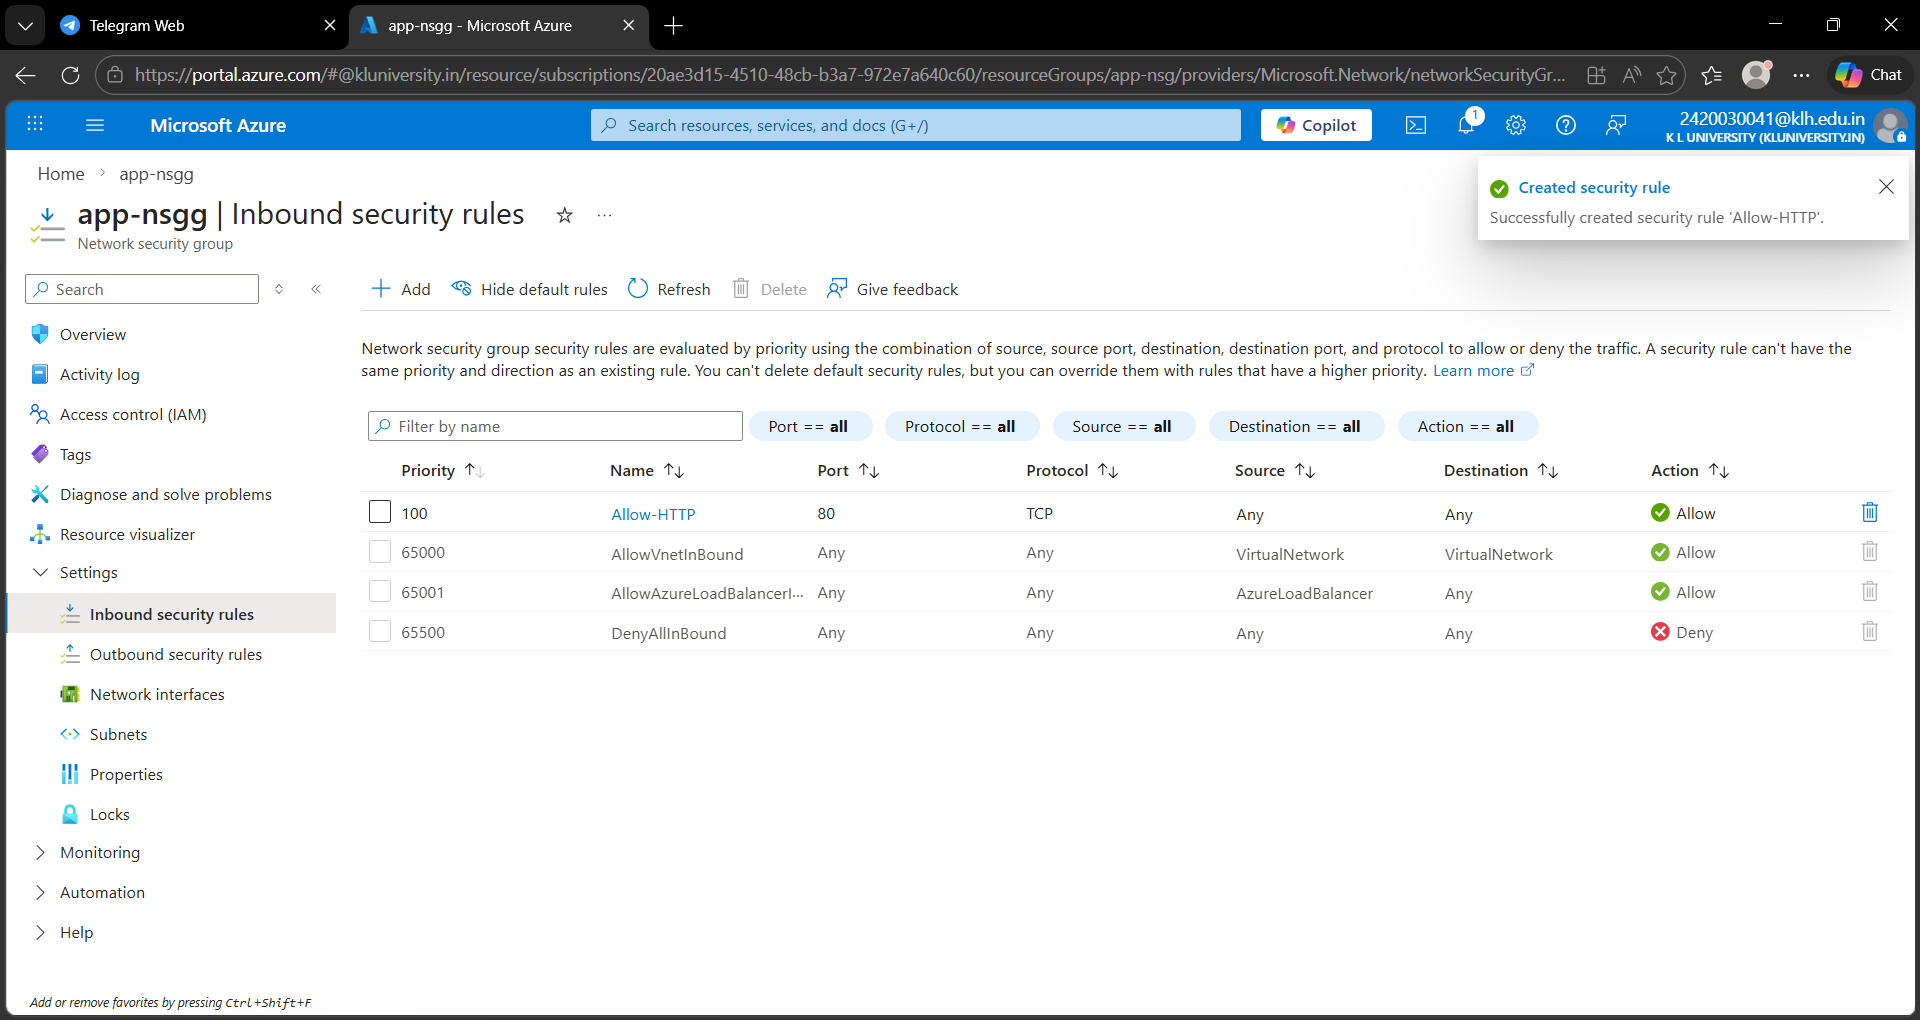 Telegram Web
app-nsgg - Microsoft Azure
https://portal.azure.com/#@kluniversity.in/resource/subscriptions/20ae3d15-4510-48cb-b3a7-972e7a640c60/resourceGroups/app-nsg/providers/Microsoft.Network/networkSecurityGr...
Chat
Microsoft Azure
Search resources, services, and docs (G+/)
Copilot
1
2420030041@klh.edu.in
K L UNIVERSITY (KLUNIVERSITY.IN)
Home > app-nsgg
app-nsgg | Inbound security rules
Network security group
Created security rule
Successfully created security rule 'Allow-HTTP'.
Search
Overview
Activity log
Access control (IAM)
Tags
Diagnose and solve problems
Resource visualizer
Settings
Inbound security rules
Outbound security rules
Network interfaces
Subnets
Properties
Locks
Monitoring
Automation
Help
Add or remove favorites by pressing Ctrl+Shift+F
Add Hide default rules Refresh Delete Give feedback
Network security group security rules are evaluated by priority using the combination of source, source port, destination, destination port, and protocol to allow or deny the traffic. A security rule can't have the
same priority and direction as an existing rule. You can't delete default security rules, but you can override them with rules that have a higher priority. Learn more
Filter by name Port == all Protocol == all Source == all Destination == all Action == all
Priority Name Port Protocol Source Destination Action
100 Allow-HTTP 80 TCP Any Any Allow
65000 AllowVnetInBound Any Any VirtualNetwork VirtualNetwork Allow
65001 AllowAzureLoadBalancerI... Any Any AzureLoadBalancer Any Allow
65500 DenyAllInBound Any Any Any Any Deny